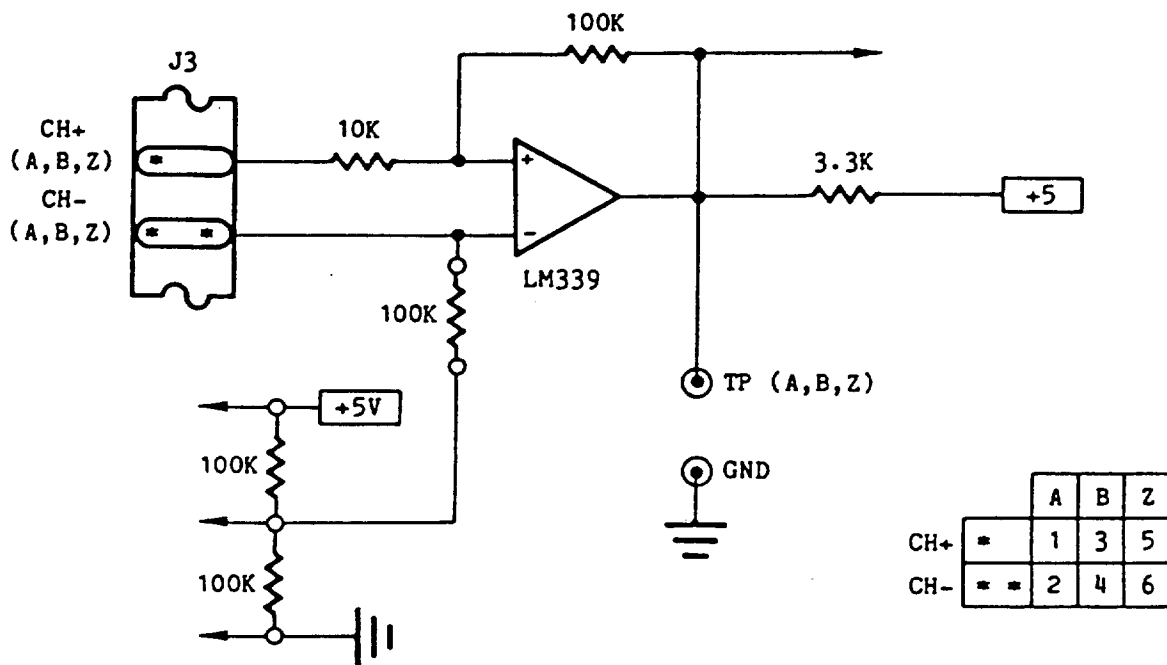 100K
J3
CH+
(A,B,Z)
10K
+
3.3K
+5
*
CH-
(A,B,Z)
* *
-
LM339
100K
TP (A,B,Z)
+5V
100K
GND
100K
A B Z
CH+ * 1 3 5
CH- * * 2 4 6